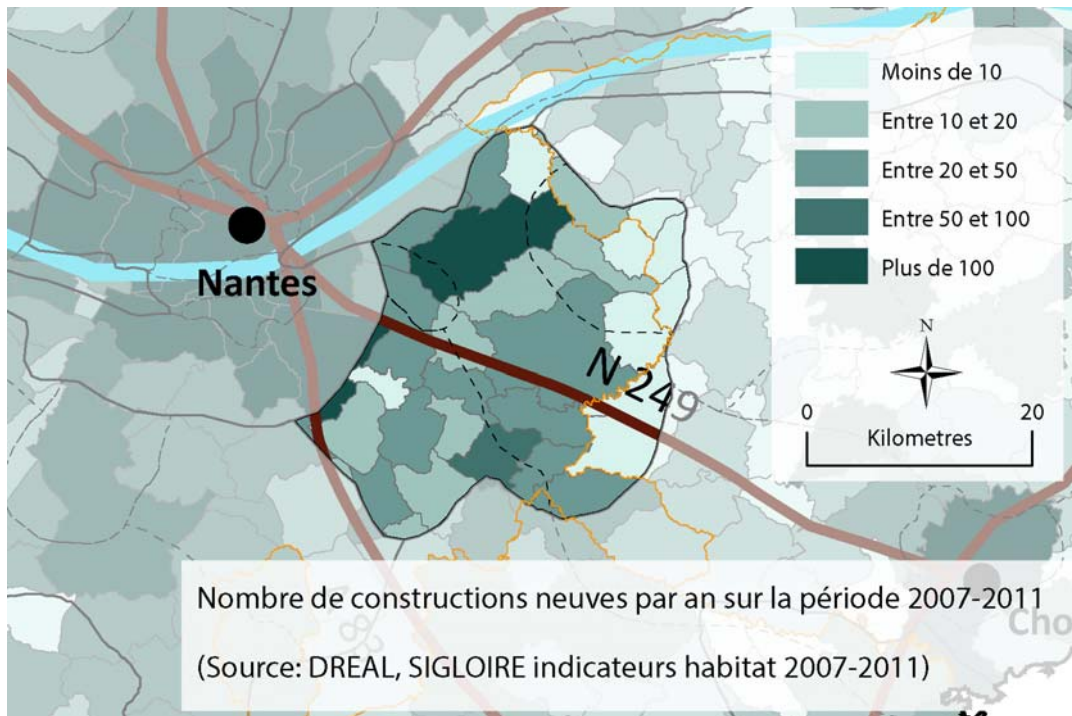 Moins de 10
Entre 10 et 20
Entre 20 et 50
Entre 50 et 100
Plus de 100
N
0 20
Kilometres
Nantes
N 249
Nombre de constructions neuves par an sur la période 2007-2011
Cho
(Source: DREAL, SIGLOIRE indicateurs habitat 2007-2011)